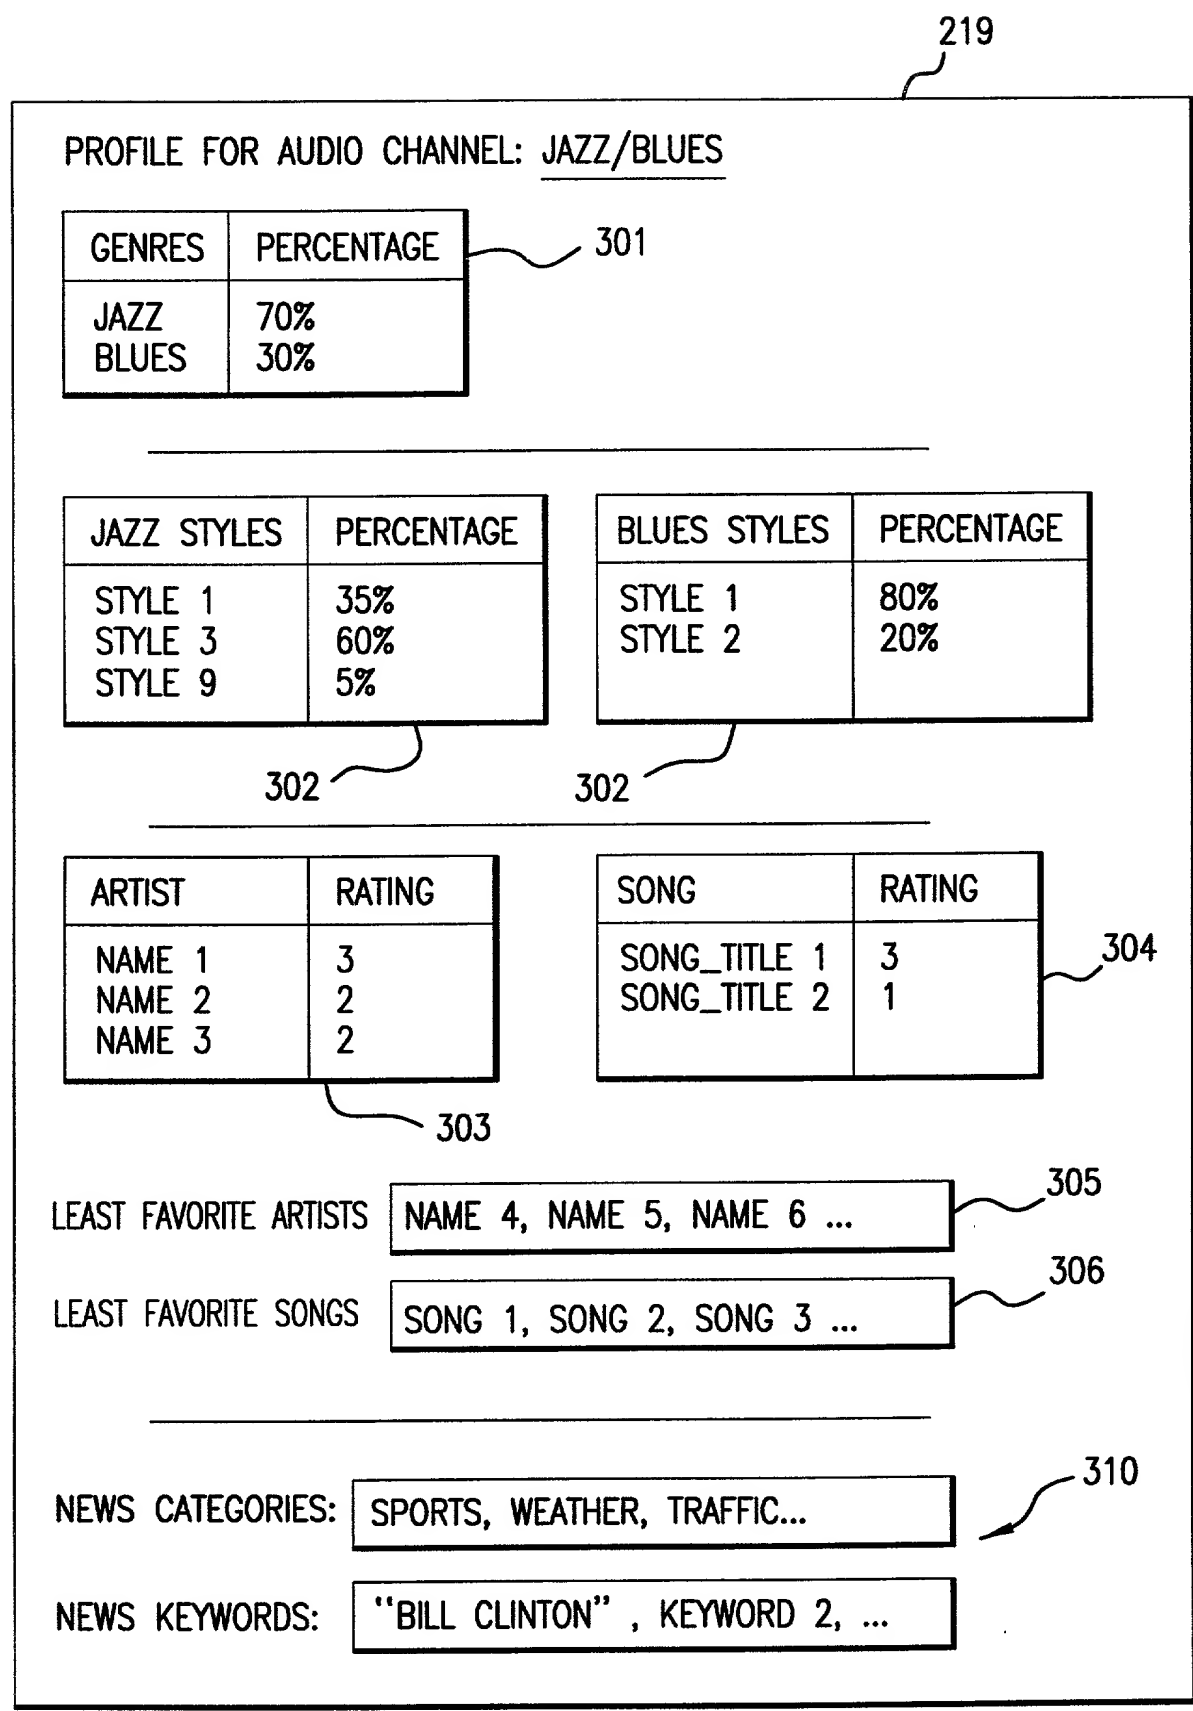 219
PROFILE FOR AUDIO CHANNEL: JAZZ/BLUES
GENRES PERCENTAGE
301
JAZZ 70%
BLUES 30%
JAZZ STYLES PERCENTAGE
STYLE 1 35%
STYLE 3 60%
STYLE 9 5%
302
BLUES STYLES PERCENTAGE
STYLE 1 80%
STYLE 2 20%
302
ARTIST RATING
NAME 1 3
NAME 2 2
NAME 3 2
303
SONG RATING
SONG_TITLE 1 3
SONG_TITLE 2 1
304
LEAST FAVORITE ARTISTS NAME 4, NAME 5, NAME 6 ...
305
LEAST FAVORITE SONGS SONG 1, SONG 2, SONG 3 ...
306
NEWS CATEGORIES: SPORTS, WEATHER, TRAFFIC...
310
NEWS KEYWORDS: "BILL CLINTON" , KEYWORD 2, ...